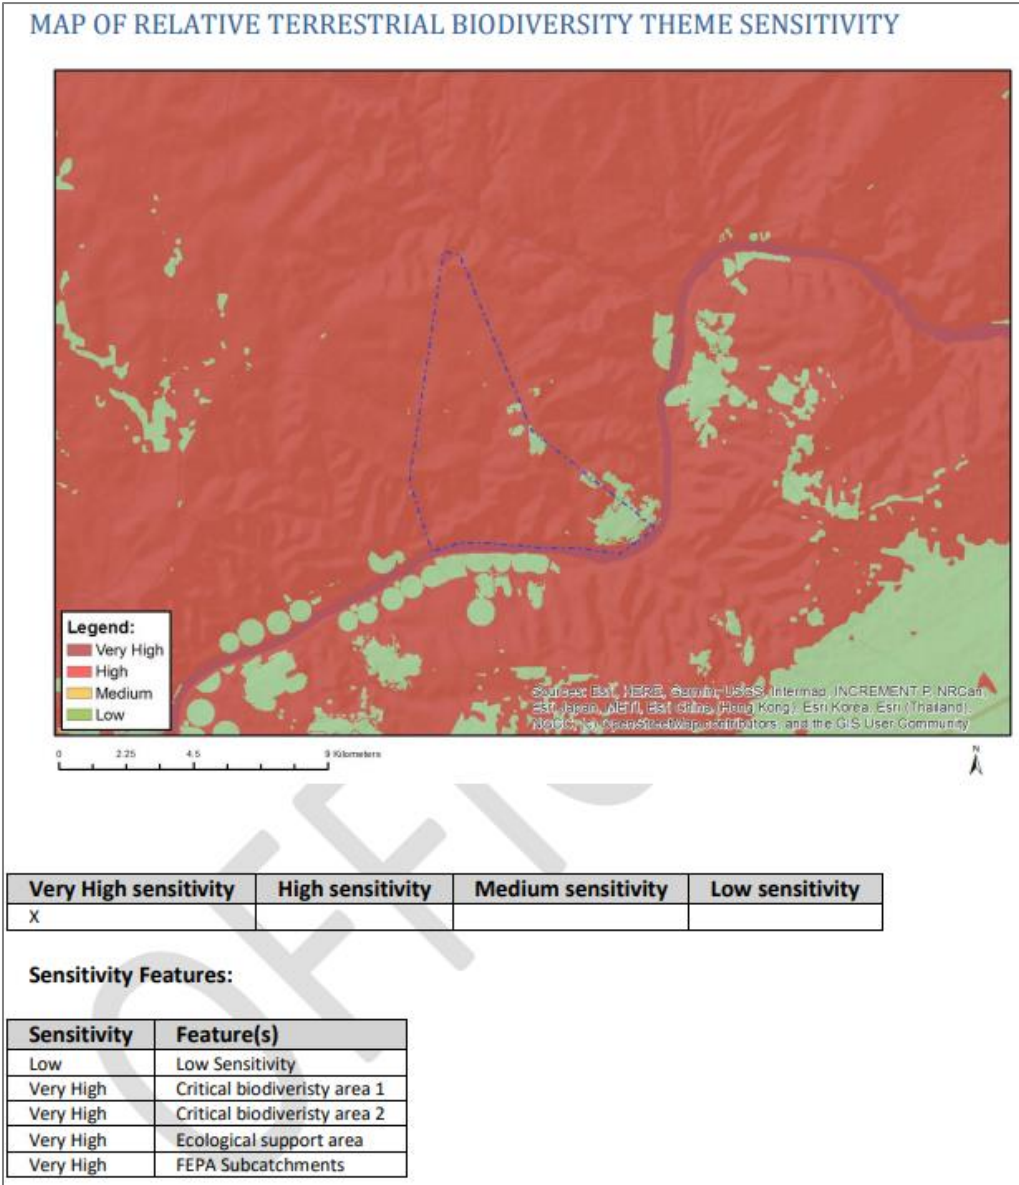 MAP OF RELATIVE TERRESTRIAL BIODIVERSITY THEME SENSITIVITY
Legend:
Very High
High
Medium
Low
Sources: Esri, HERE, Garmin, USGS, Intermap, INCREMENT P, NRCan,
Esri Japan, METI, Esri China (Hong Kong), Esri Korea, Esri (Thailand),
NGCC, (c) OpenStreetMap contributors, and the GIS User Community
0 2.25 4.5 9 Kilometers
N
Very High sensitivity High sensitivity Medium sensitivity Low sensitivity
X
Sensitivity Features:
Sensitivity Feature(s)
Low Low Sensitivity
Very High Critical biodiveristy area 1
Very High Critical biodiveristy area 2
Very High Ecological support area
Very High FEPA Subcatchments